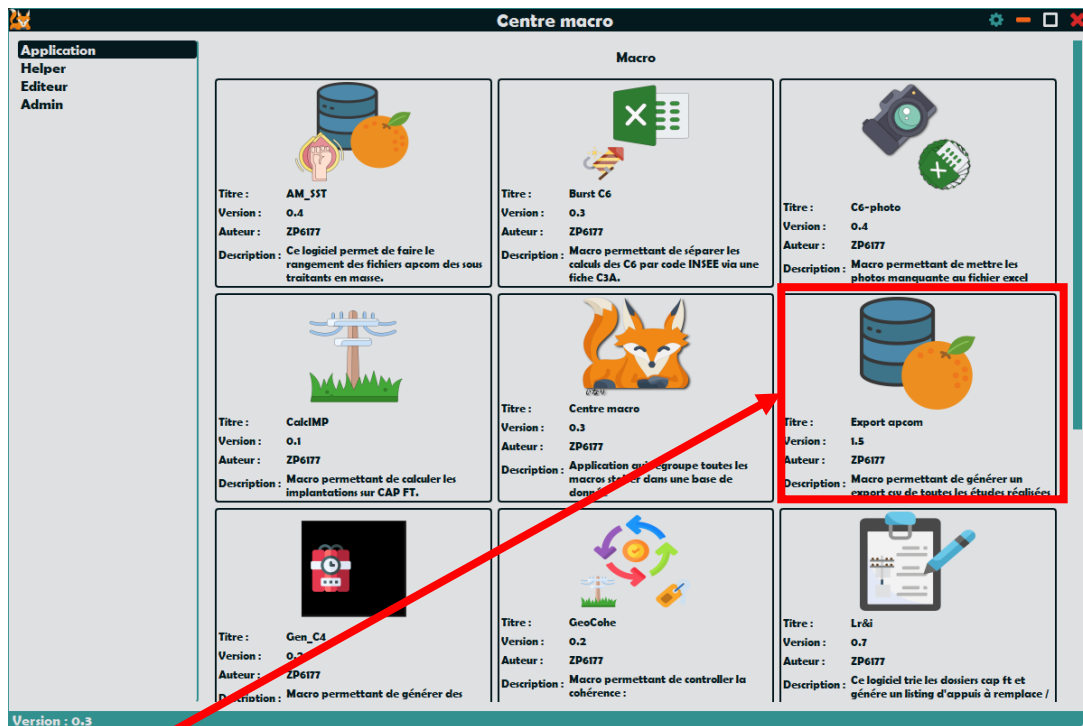 Centre macro
Application
Helper
Editeur
Admin
Macro
Titre : AM_SST
Version : 0.4
Auteur : ZP6177
Description : Ce logiciel permet de faire le
rangement des fichiers apcom des sous
traitants en masse.
Titre : Burst C6
Version : 0.3
Auteur : ZP6177
Description : Macro permettant de séparer les
calculs des C6 par code INSEE via une
fiche C3A.
Titre : C6-photo
Version : 0.4
Auteur : ZP6177
Description : Macro permettant de mettre les
photos manquante au fichier excel
Titre : CalcIMP
Version : 0.1
Auteur : ZP6177
Description : Macro permettant de calculer les
implantations sur CAP FT.
Titre : Centre macro
Version : 0.3
Auteur : ZP6177
Description : Application qui regroupe toutes les
macros dans une base de
Titre : Export apcom
Version : 1.5
Auteur : ZP6177
Description : Macro permettant de générer un
export csv de toutes les études réalisées
Titre : Gen_C4
Version :
Auteur : ZP6177
Description : Macro permettant de générer des
Titre : GeoCohe
Version : 0.2
Auteur : ZP6177
Description : Macro permettant de controller la
cohérence :
Titre : Lr&i
Version : 0.7
Auteur : ZP6177
Description : Ce logiciel trie les dossiers cap ft et
génére un listing d'appuis à remplace /
Version : 0.3